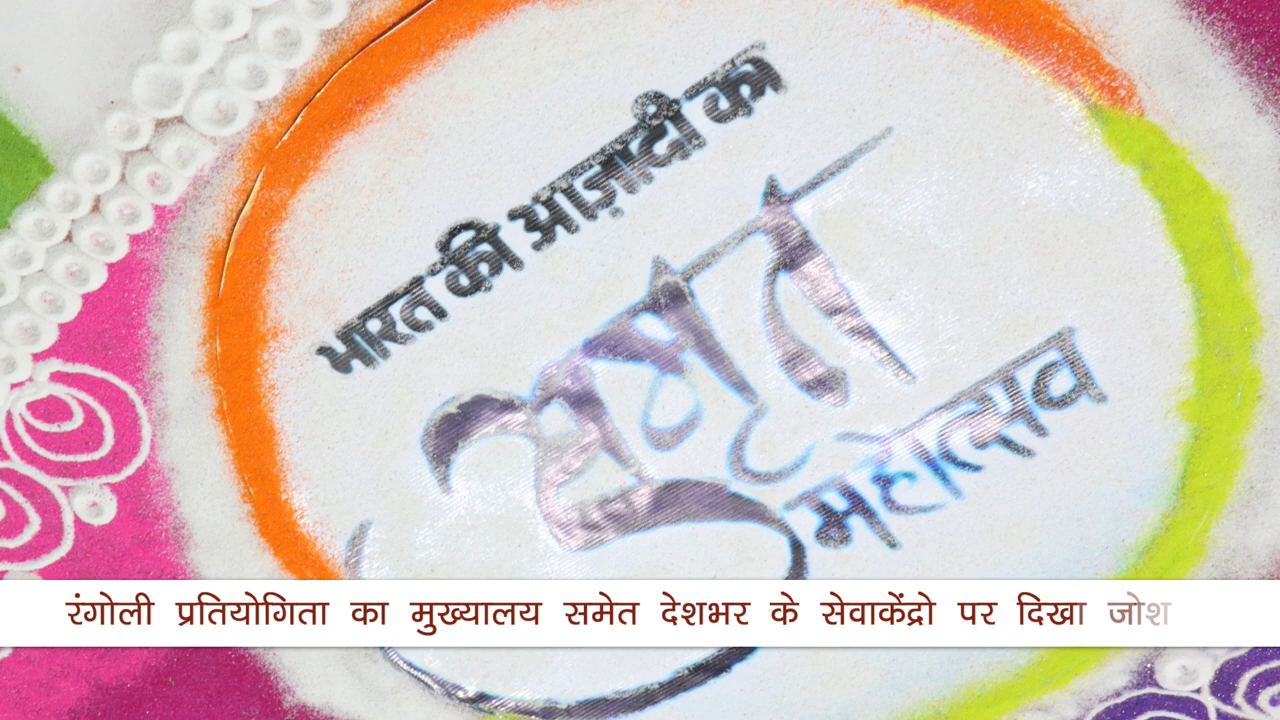 भारत की आज़ादी का
अमृत
महोत्सव
रंगोली प्रतियोगिता का मुख्यालय समेत देशभर के सेवाकेंद्रो पर दिखा जोश